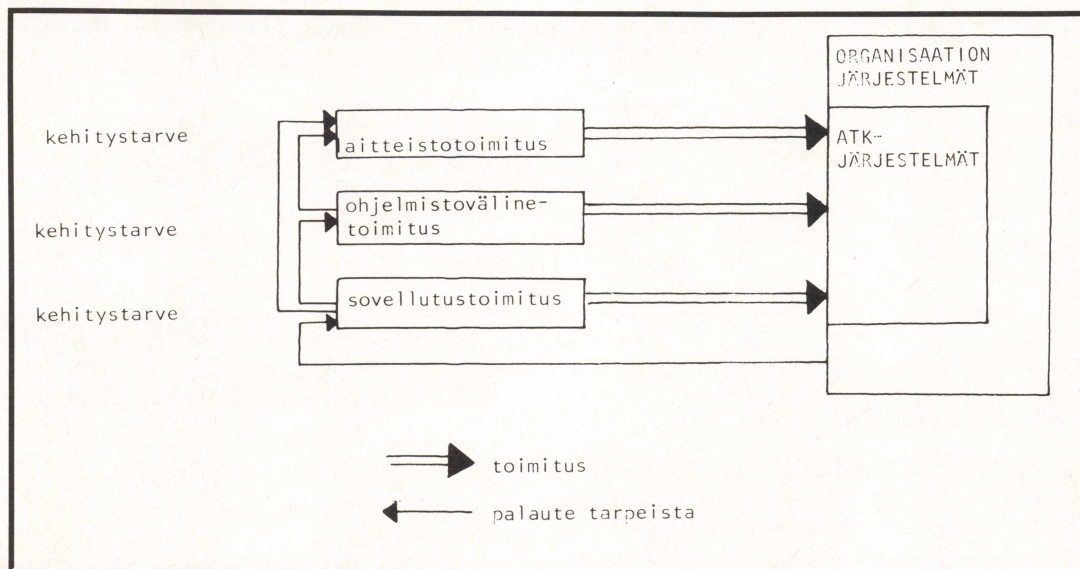 ORGANISAATION
JÄRJESTELMÄT
ATK-
JÄRJESTELMÄT
kehitystarve
aitteistotoimitus
kehitystarve
ohjelmistoväline-
toimitus
kehitystarve
sovellutustoimitus
toimitus
palaute tarpeista